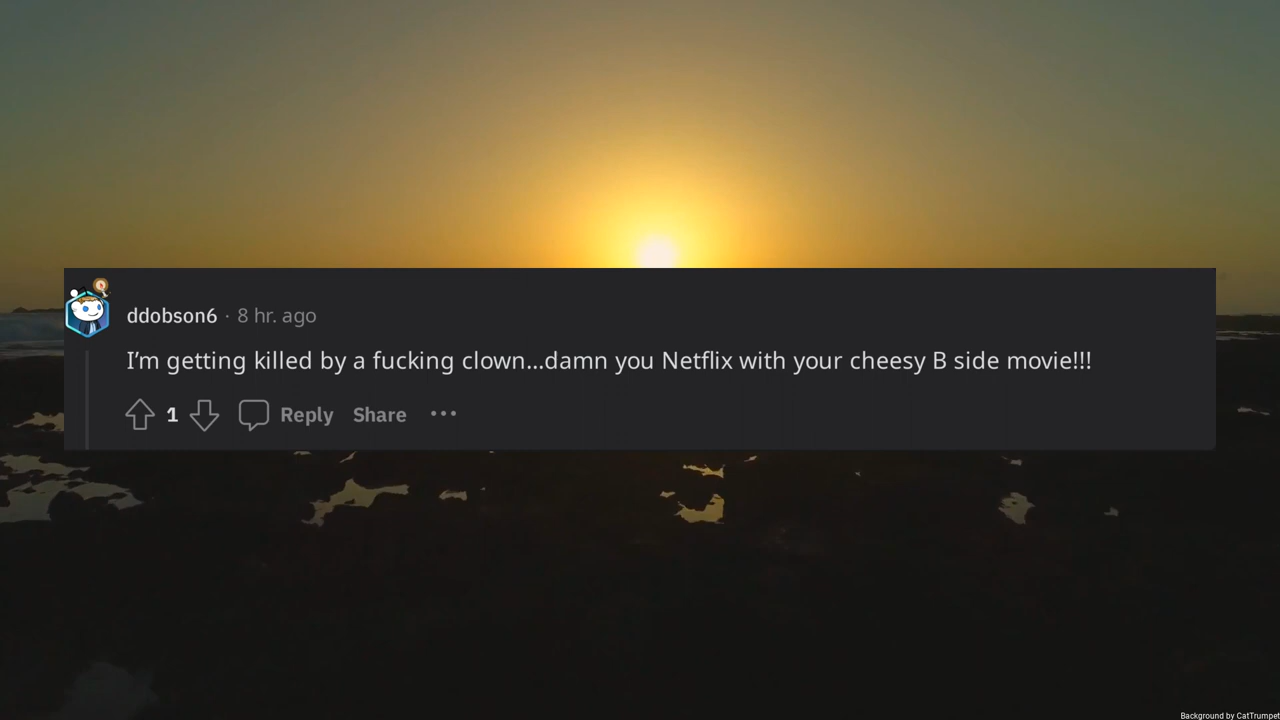 ddobson6 · 8 hr. ago
I’m getting killed by a fucking clown...damn you Netflix with your cheesy B side movie!!!
1 Reply Share •••
Background by CatTrumpet